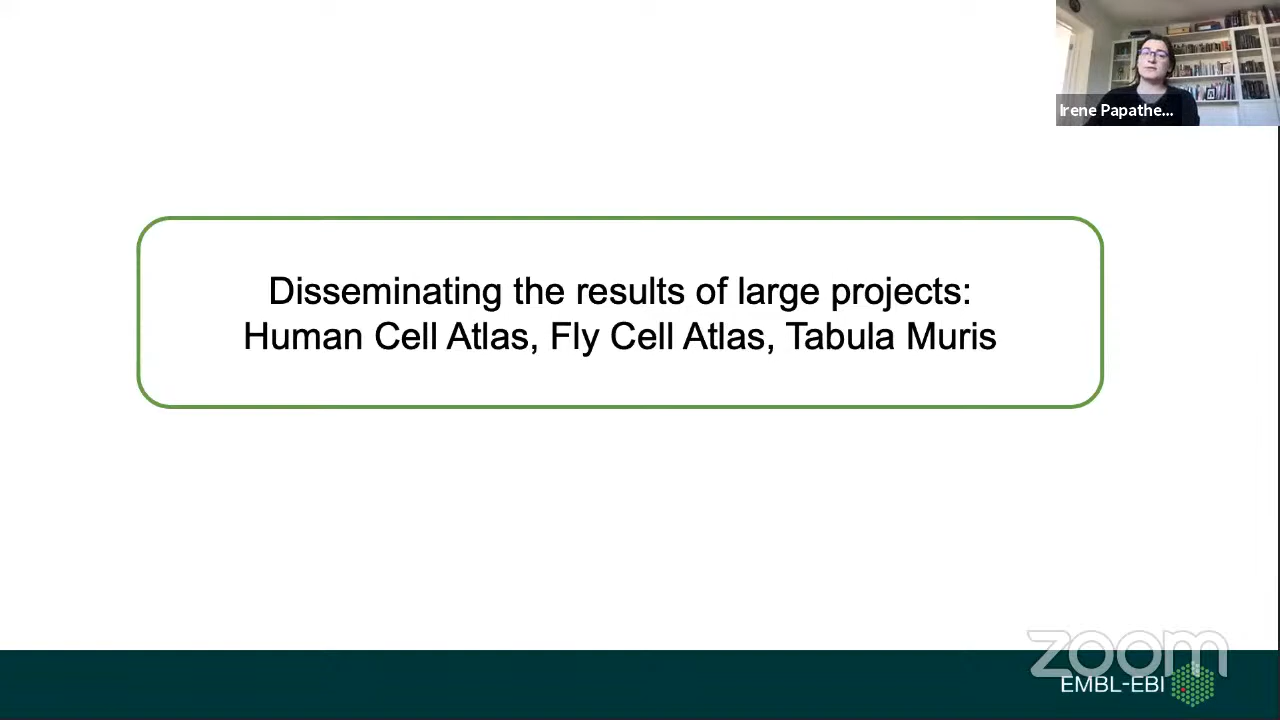 Irene Papathe...
Disseminating the results of large projects:
Human Cell Atlas, Fly Cell Atlas, Tabula Muris
zoom
EMBL-EBI